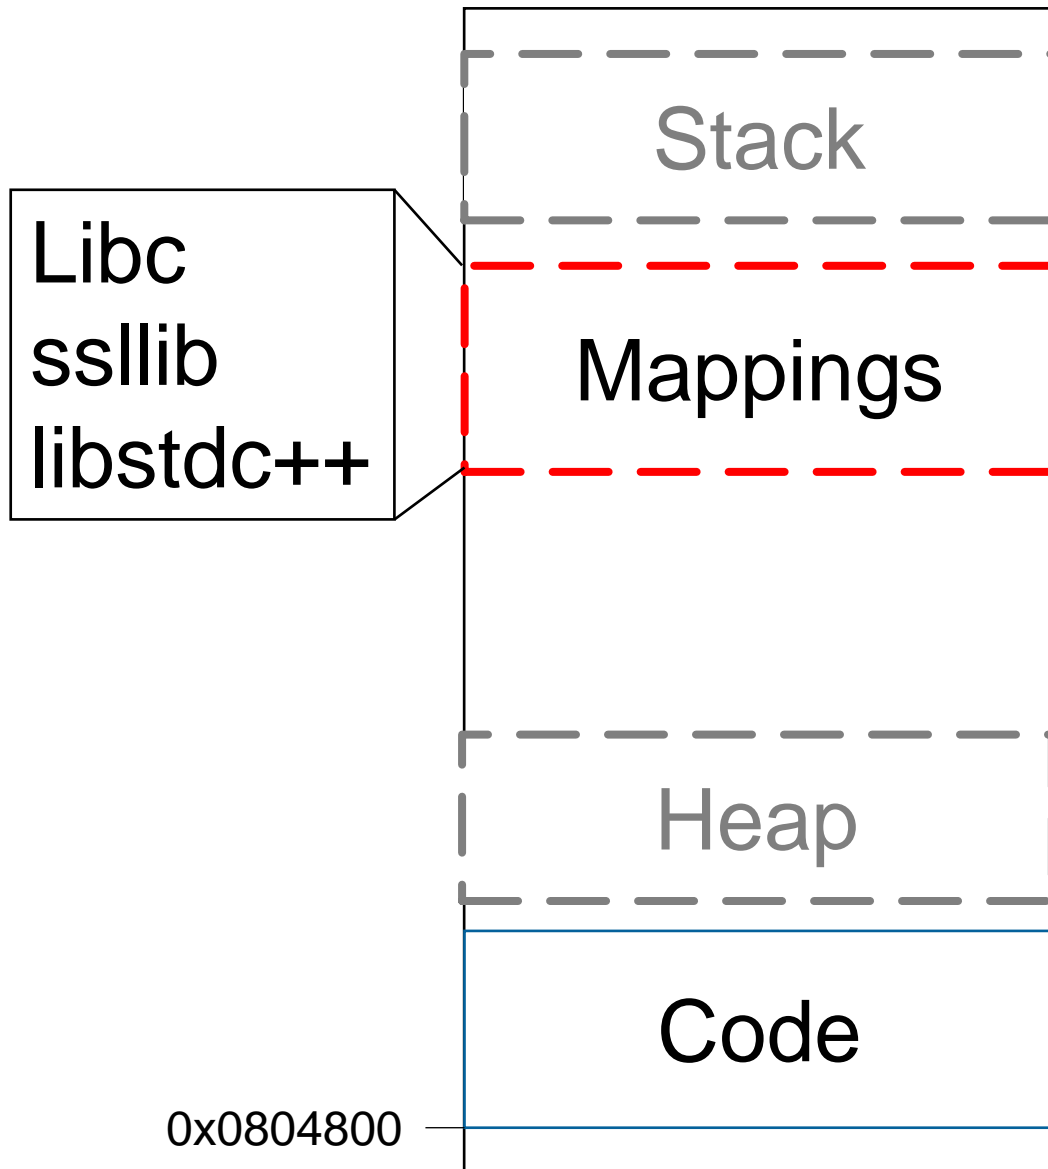 Stack
Libc
ssllib
libstdc++
Mappings
Heap
Code
0x0804800